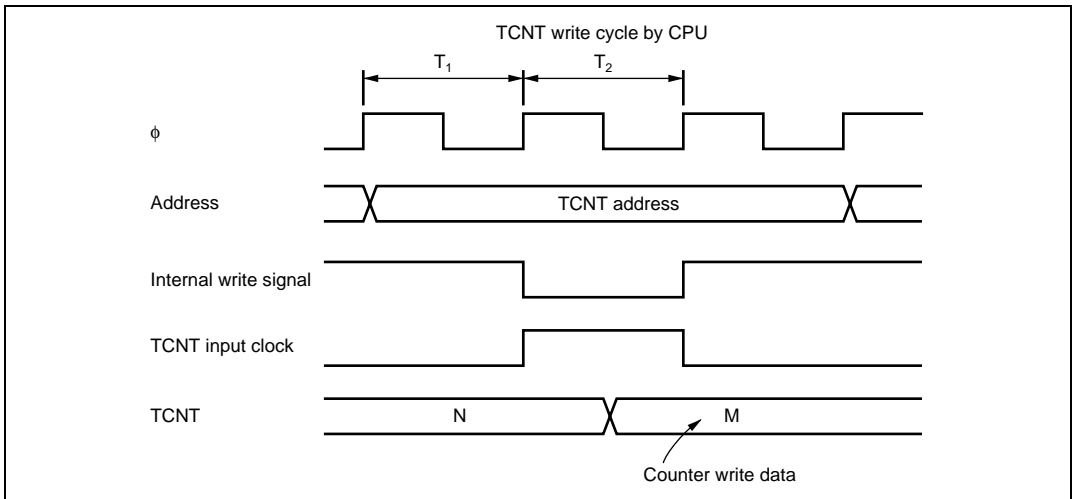 TCNT write cycle by CPU
T1 T2
ϕ
Address TCNT address
Internal write signal
TCNT input clock
TCNT N M
Counter write data